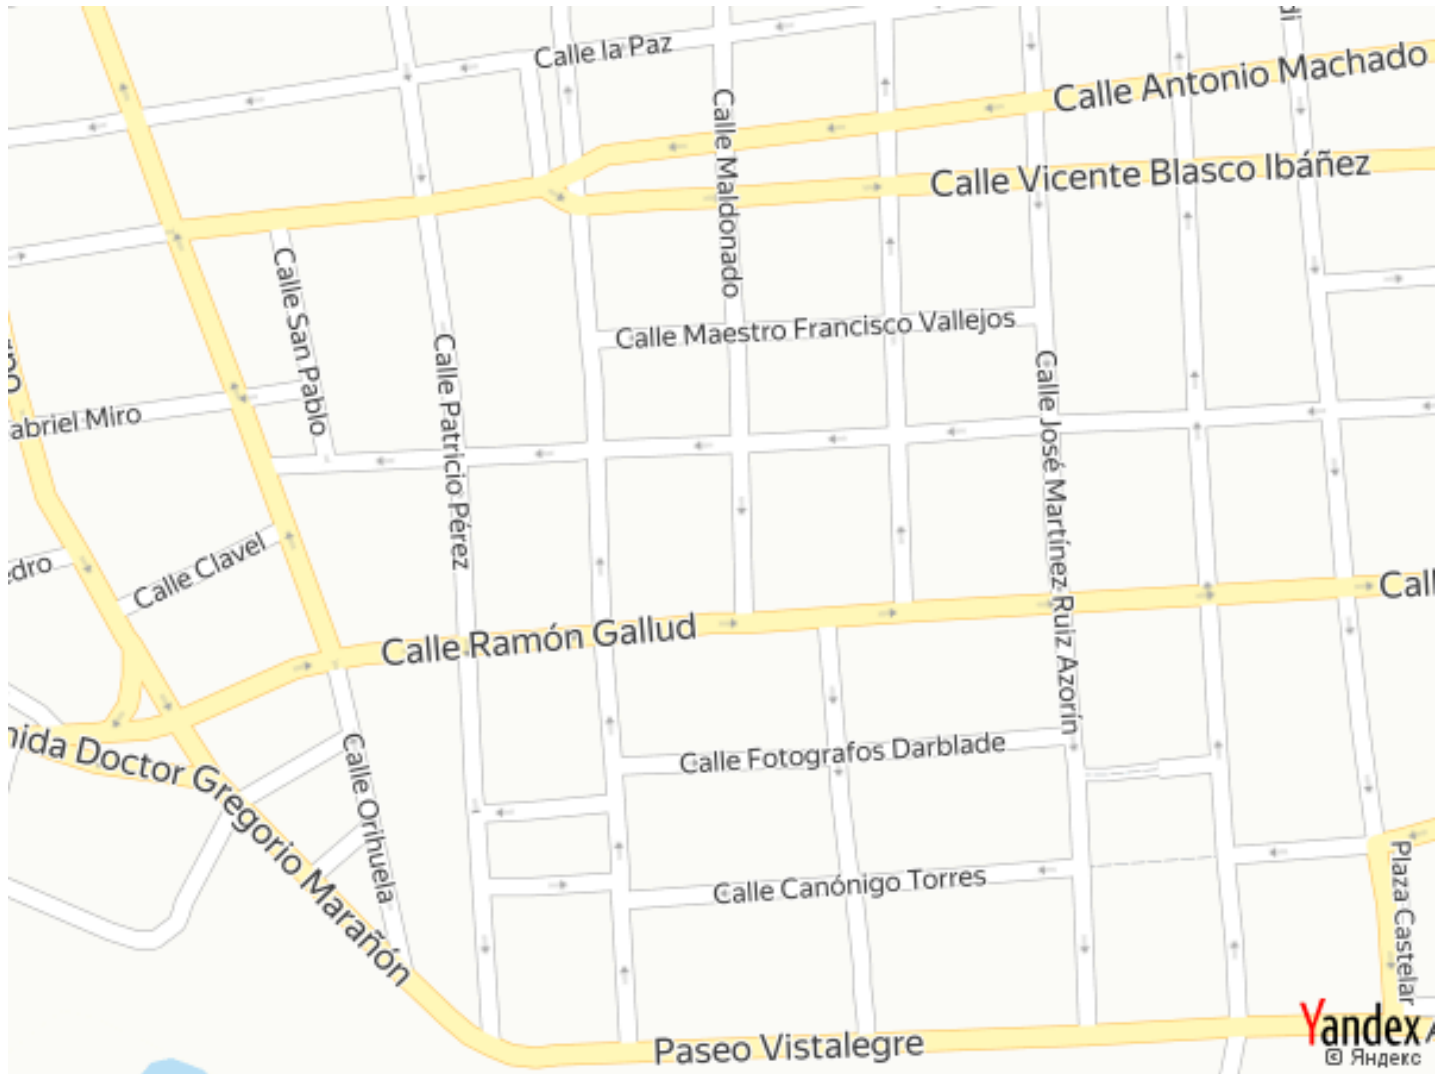 Calle la Paz
Calle Antonio Machado
Calle Maldonado
Calle Vicente Blasco Ibáñez
Calle San Pablo
Calle Maestro Francisco Vallejos
Calle Patricio Pérez
Calle José Martínez Ruiz Azorín
abriel Miro
Calle Clavel
edro
Calle Ramón Gallud
Call
nida Doctor Gregorio Marañón
Calle Orihuela
Calle Fotografos Darblade
Calle Canónigo Torres
Plaza Castelar
Paseo Vistalegre
Yandex
© Яндекс